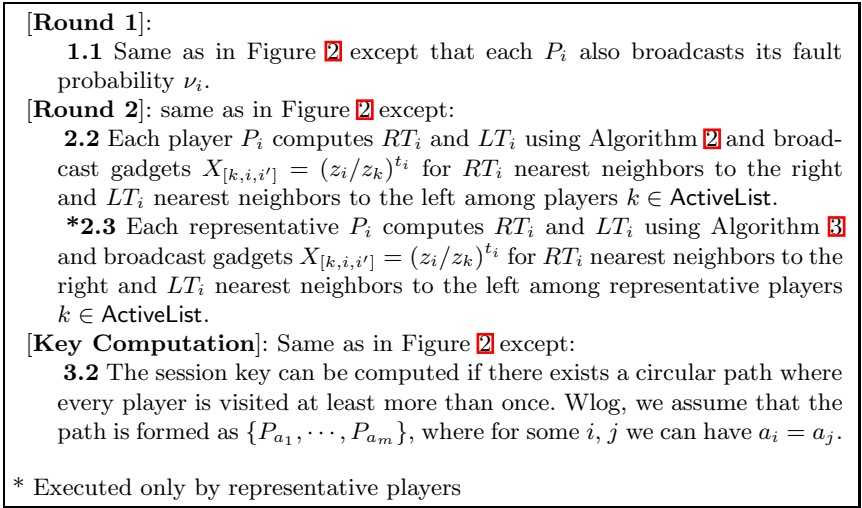 [Round 1]:
1.1 Same as in Figure 2 except that each P_i also broadcasts its fault
probability ν_i.
[Round 2]: same as in Figure 2 except:
2.2 Each player P_i computes RT_i and LT_i using Algorithm 2 and broad-
cast gadgets X_{[k,i,i']} = (z_i/z_k)^{t_i} for RT_i nearest neighbors to the right
and LT_i nearest neighbors to the left among players k ∈ ActiveList.
*2.3 Each representative P_i computes RT_i and LT_i using Algorithm 3
and broadcast gadgets X_{[k,i,i']} = (z_i/z_k)^{t_i} for RT_i nearest neighbors to the
right and LT_i nearest neighbors to the left among representative players
k ∈ ActiveList.
[Key Computation]: Same as in Figure 2 except:
3.2 The session key can be computed if there exists a circular path where
every player is visited at least more than once. Wlog, we assume that the
path is formed as {P_{a_1}, ⋯, P_{a_m}}, where for some i, j we can have a_i = a_j.
* Executed only by representative players